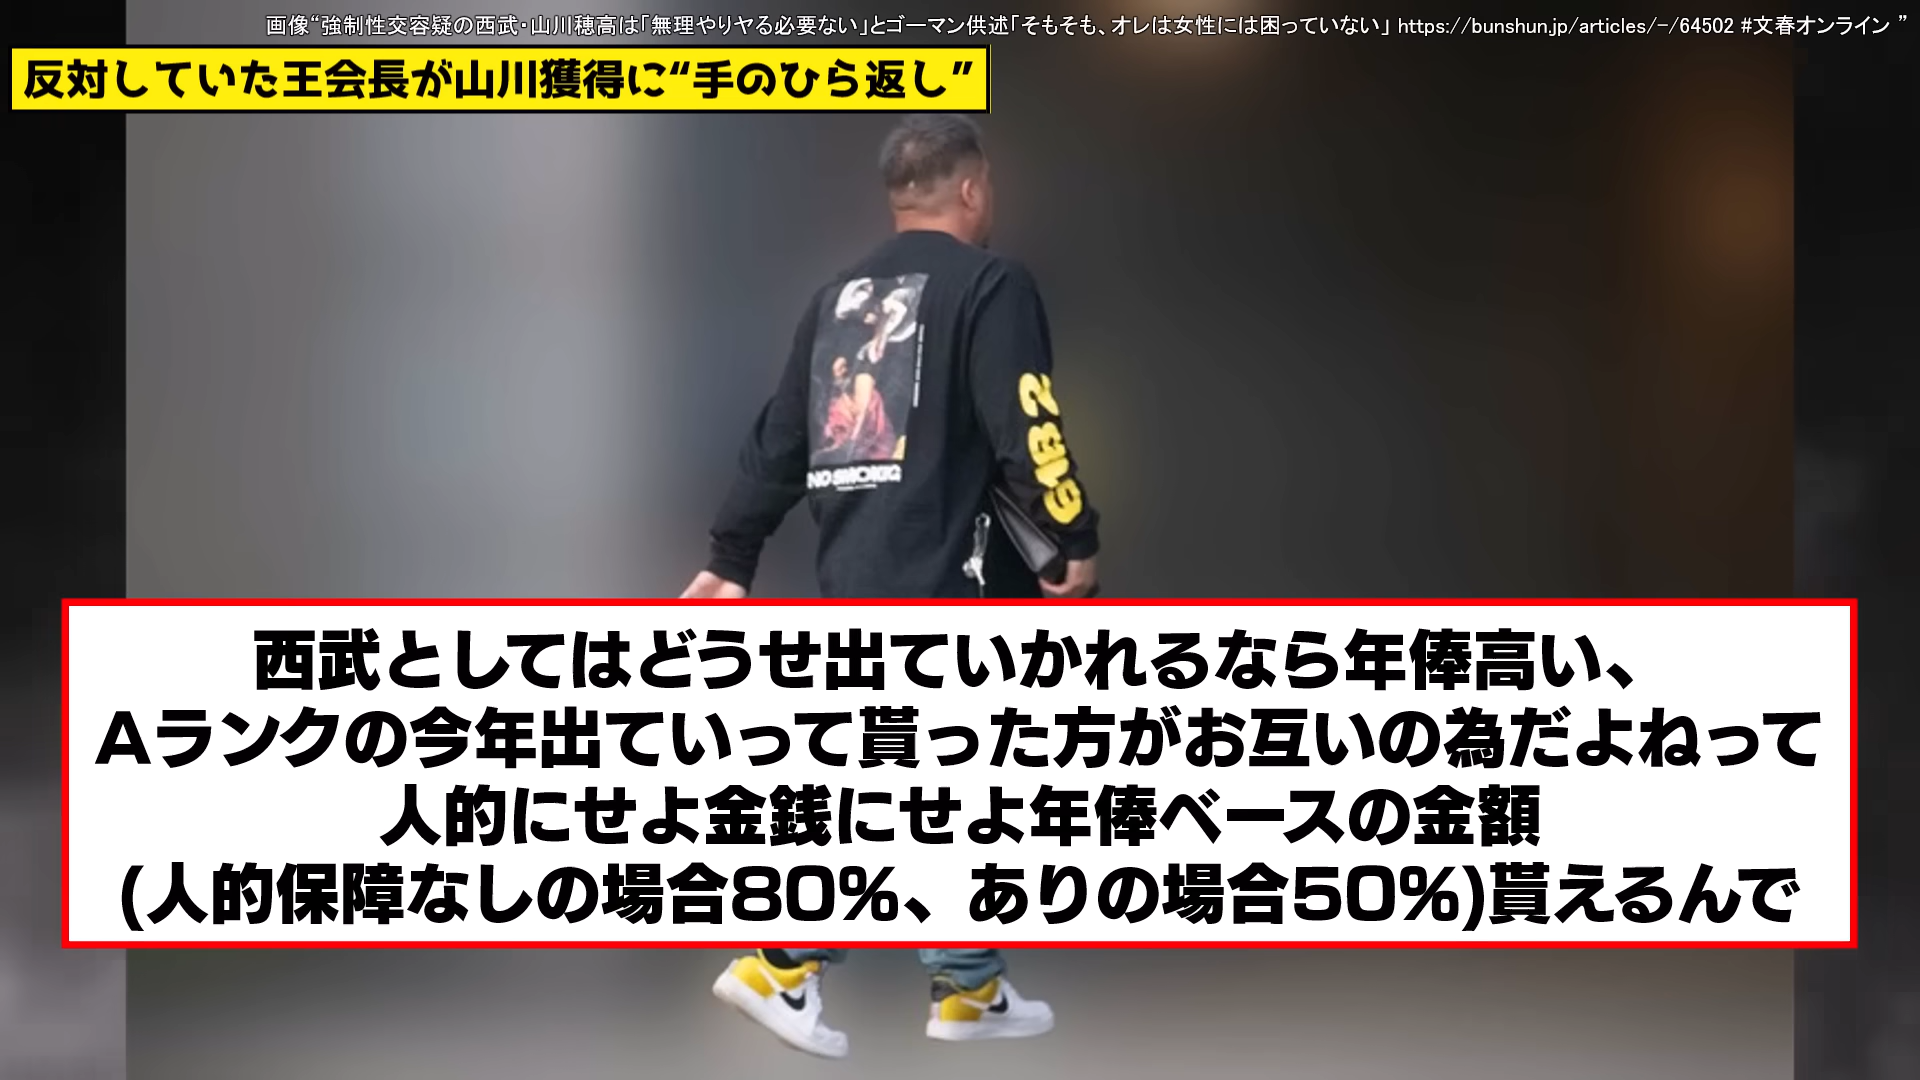 画像“強制性交容疑の西武・山川穂高は「無理やりヤる必要ない」とゴーマン供述「そもそも、オレは女性には困っていない」 https://bunshun.jp/articles/-/64502 #文春オンライン ”
反対していた王会長が山川獲得に“手のひら返し”
NO SMOKIG
61B 2
西武としてはどうせ出ていかれるなら年俸高い、
Aランクの今年出ていって貰った方がお互いの為だよねって
人的にせよ金銭にせよ年俸ベースの金額
(人的保障なしの場合80%、ありの場合50%)貰えるんで